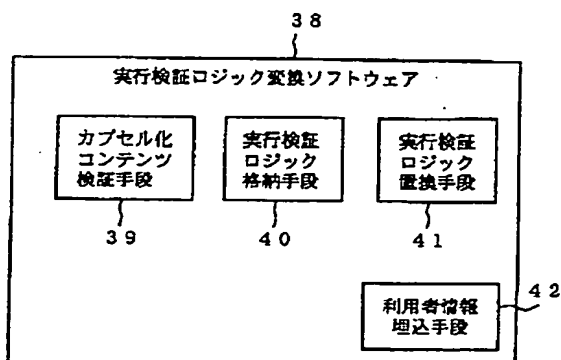 38
実行検証ロジック変換ソフトウェア
カプセル化
コンテンツ
検証手段
実行検証
ロジック
格納手段
実行検証
ロジック
置換手段
39
40
41
42
利用者情報
埋込手段